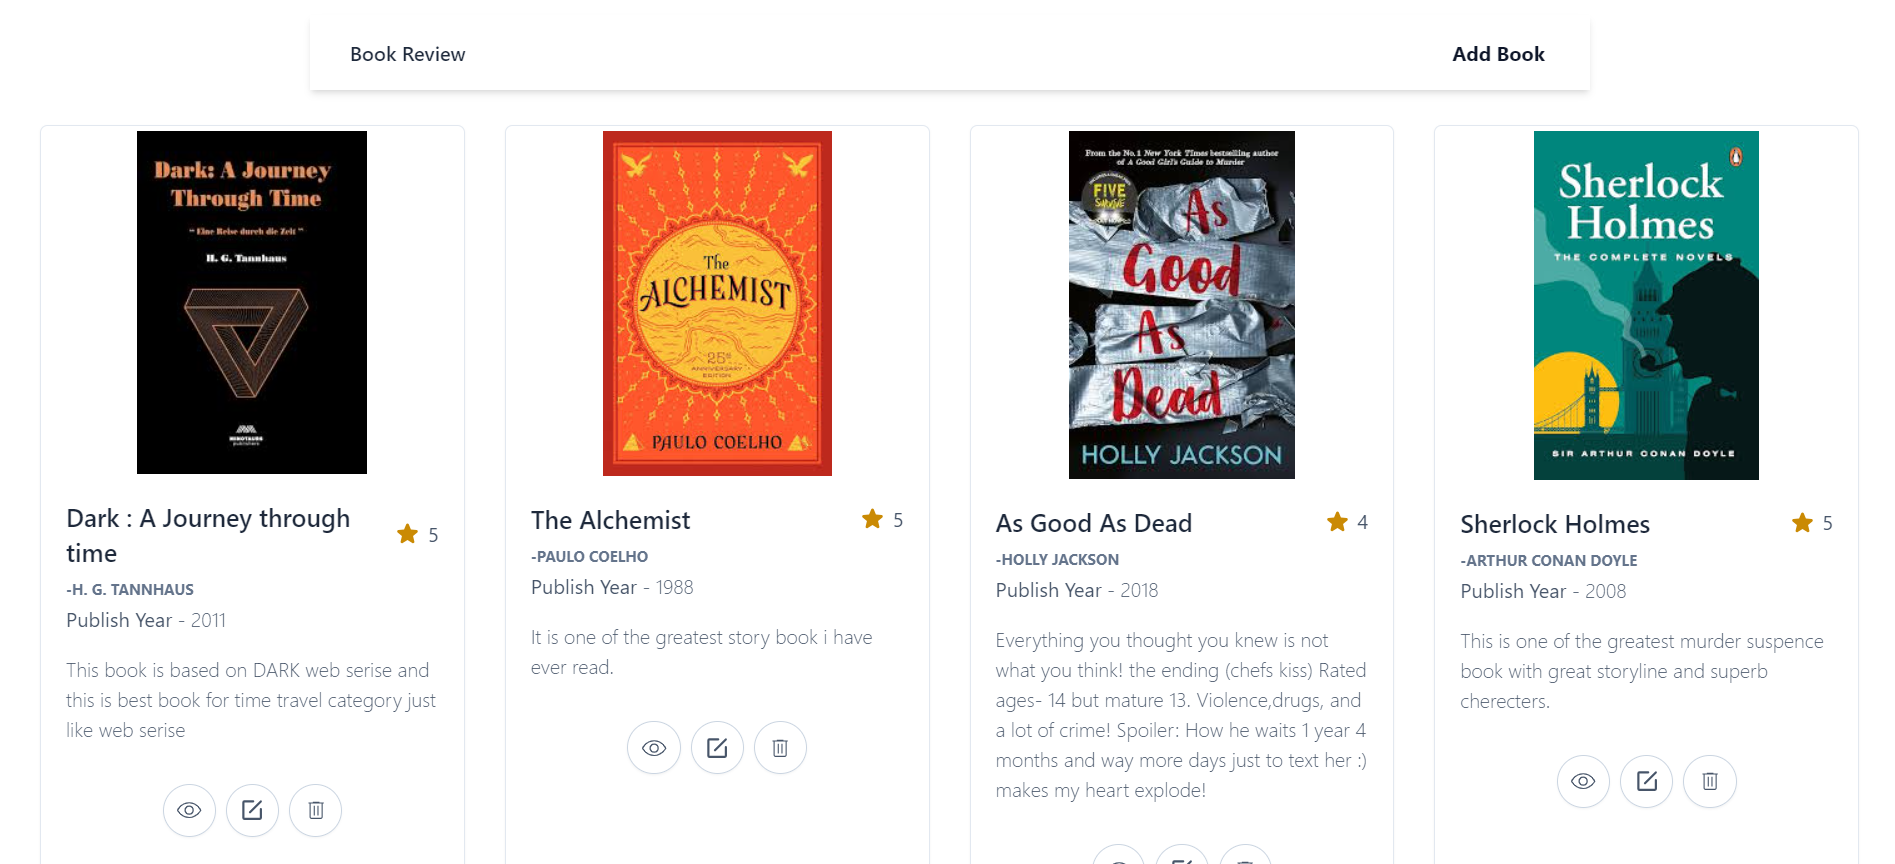 Book Review
Add Book
Dark: A Journey
Through Time
“ Eine Reise durch die Zeit ”
H. G. Tannhaus
MINOTAURUS
publishers
Dark : A Journey through
time
5
-H. G. TANNHAUS
Publish Year - 2011
This book is based on DARK web serise and
this is best book for time travel category just
like web serise
The
ALCHEMIST
25th
ANNIVERSARY
EDITION
PAULO COELHO
The Alchemist
5
-PAULO COELHO
Publish Year - 1988
It is one of the greatest story book i have
ever read.
From the No.1 New York Times bestselling author
of A Good Girl's Guide to Murder
FIVE
SURVIVE
As
Good
As
Dead
HOLLY JACKSON
As Good As Dead
4
-HOLLY JACKSON
Publish Year - 2018
Everything you thought you knew is not
what you think! the ending (chefs kiss) Rated
ages- 14 but mature 13. Violence,drugs, and
a lot of crime! Spoiler: How he waits 1 year 4
months and way more days just to text her :)
makes my heart explode!
Sherlock
Holmes
THE COMPLETE NOVELS
SIR ARTHUR CONAN DOYLE
Sherlock Holmes
5
-ARTHUR CONAN DOYLE
Publish Year - 2008
This is one of the greatest murder suspence
book with great storyline and superb
cherecters.